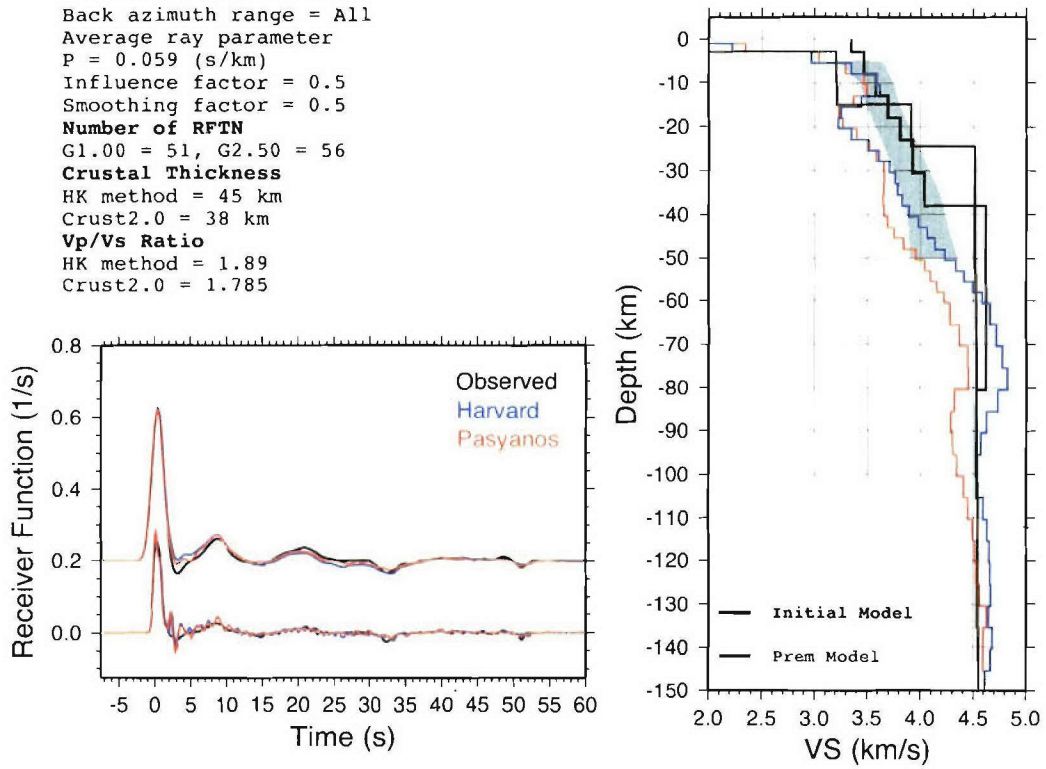 Back azimuth range = All
Average ray parameter
P = 0.059 (s/km)
Influence factor = 0.5
Smoothing factor = 0.5
Number of RFTN
G1.00 = 51, G2.50 = 56
Crustal Thickness
HK method = 45 km
Crust2.0 = 38 km
Vp/Vs Ratio
HK method = 1.89
Crust2.0 = 1.785
0.8
0.6
0.4
0.2
0.0
Receiver Function (1/s)
Observed
Harvard
Pasyanos
-5 0 5 10 15 20 25 30 35 40 45 50 55 60
Time (s)
0
-10
-20
-30
-40
-50
-60
-70
-80
-90
-100
-110
-120
-130
-140
-150
Depth (km)
Initial Model
Prem Model
2.0 2.5 3.0 3.5 4.0 4.5 5.0
VS (km/s)